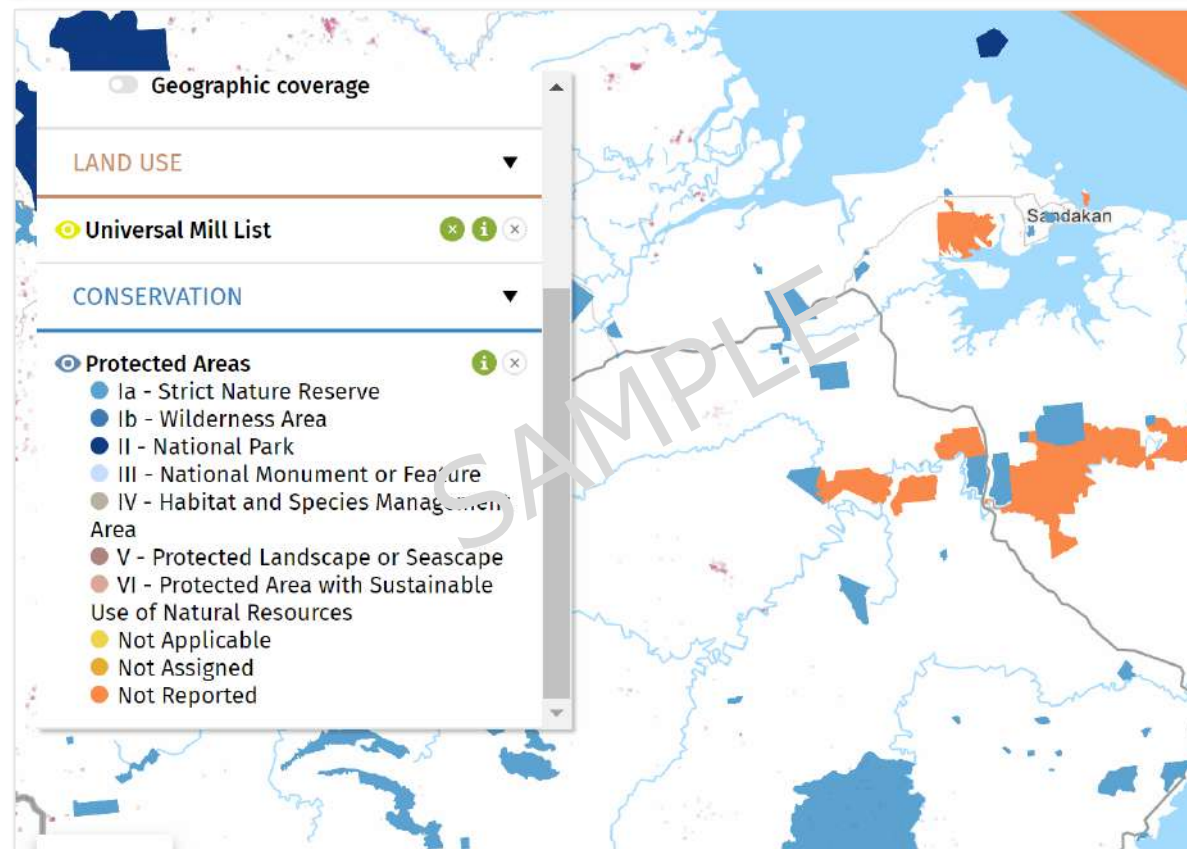 Geographic coverage
LAND USE
Universal Mill List
CONSERVATION
Protected Areas
Ia - Strict Nature Reserve
Ib - Wilderness Area
II - National Park
III - National Monument or Feature
IV - Habitat and Species Management
Area
V - Protected Landscape or Seascape
VI - Protected Area with Sustainable
Use of Natural Resources
Not Applicable
Not Assigned
Not Reported
Sandakan
SAMPLE